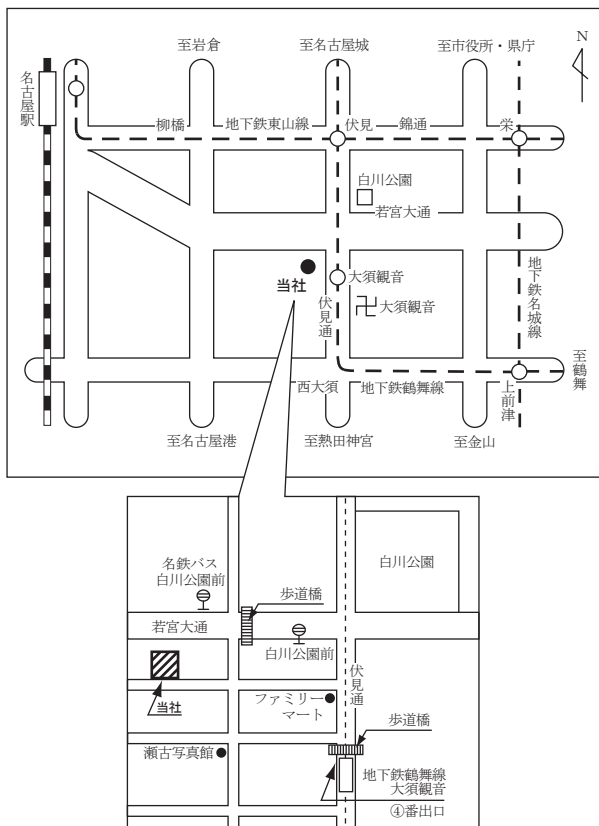 至岩倉
至名古屋城
至市役所・県庁
N
名古屋駅
柳橋
地下鉄東山線
伏見
錦通
栄
白川公園
若宮大通
大須観音
当社
伏見通
大須観音
地下鉄名城線
西大須
地下鉄鶴舞線
上前津
至鶴舞
至名古屋港
至熱田神宮
至金山
名鉄バス
白川公園前
歩道橋
白川公園
若宮大通
白川公園前
当社
ファミリー
マート
伏見通
歩道橋
瀬古写真館
地下鉄鶴舞線
大須観音
④番出口